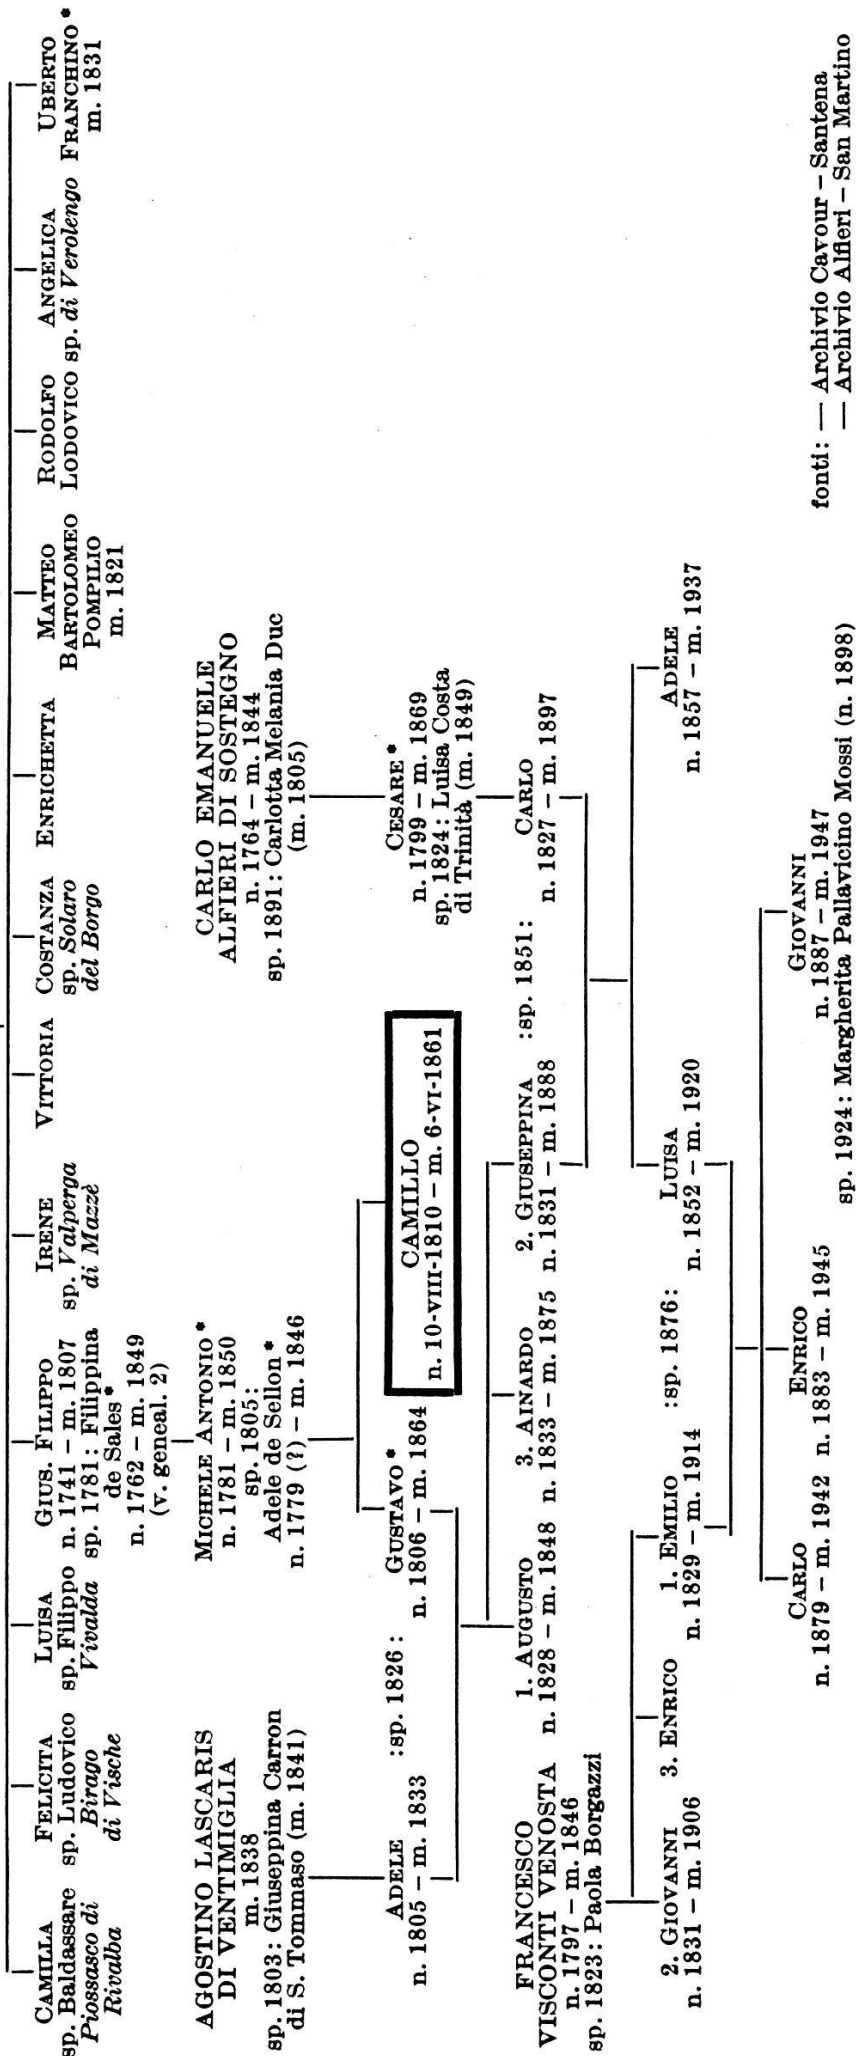 CAMILLA
sp. Baldassare
Piossasco di
Rivalba
FELICITA
sp. Ludovico
Birago
di Vische
LUISA
sp. Filippo
Vivalda
GIUS. FILIPPO
n. 1741 – m. 1807
sp. 1781: Filippina
de Sales*
n. 1762 – m. 1849
(v. geneal. 2)
IRENE
sp. Valperga
di Mazzè
VITTORIA
COSTANZA
sp. Solaro
del Borgo
ENRICHETTA
MATTEO
BARTOLOMEO
POMPILIO
m. 1821
RODOLFO
LODOVICO
ANGELICA
sp. di Verolengo
UBERTO
FRANCHINO*
m. 1831
AGOSTINO LASCARIS
DI VENTIMIGLIA
m. 1838
sp. 1803: Giuseppina Carron
di S. Tommaso (m. 1841)
MICHELE ANTONIO*
n. 1781 – m. 1850
sp. 1805:
Adele de Sellon*
n. 1779 (?) – m. 1846
CARLO EMANUELE
ALFIERI DI SOSTEGNO
n. 1764 – m. 1844
sp. 1891: Carlotta Melania Duc
(m. 1805)
ADELE
n. 1805 – m. 1833
:sp. 1826:
GUSTAVO*
n. 1806 – m. 1864
CAMILLO
n. 10-VIII-1810 – m. 6-VI-1861
CESARE*
n. 1799 – m. 1869
sp. 1824: Luisa Costa
di Trinità (m. 1849)
FRANCESCO
VISCONTI VENOSTA
n. 1797 – m. 1846
sp. 1823: Paola Borgazzi
1. AUGUSTO
n. 1828 – m. 1848
3. AINARDO
n. 1833 – m. 1875
2. GIUSEPPINA
n. 1831 – m. 1888
:sp. 1851:
CARLO
n. 1827 – m. 1897
2. GIOVANNI
n. 1831 – m. 1906
3. ENRICO
1. EMILIO
n. 1829 – m. 1914
:sp. 1876:
LUISA
n. 1852 – m. 1920
ADELE
n. 1857 – m. 1937
CARLO
n. 1879 – m. 1942
ENRICO
n. 1883 – m. 1945
GIOVANNI
n. 1887 – m. 1947
sp. 1924: Margherita Pallavicino Mossi (n. 1898)
fonti: — Archivio Cavour – Santena
— Archivio Alfieri – San Martino